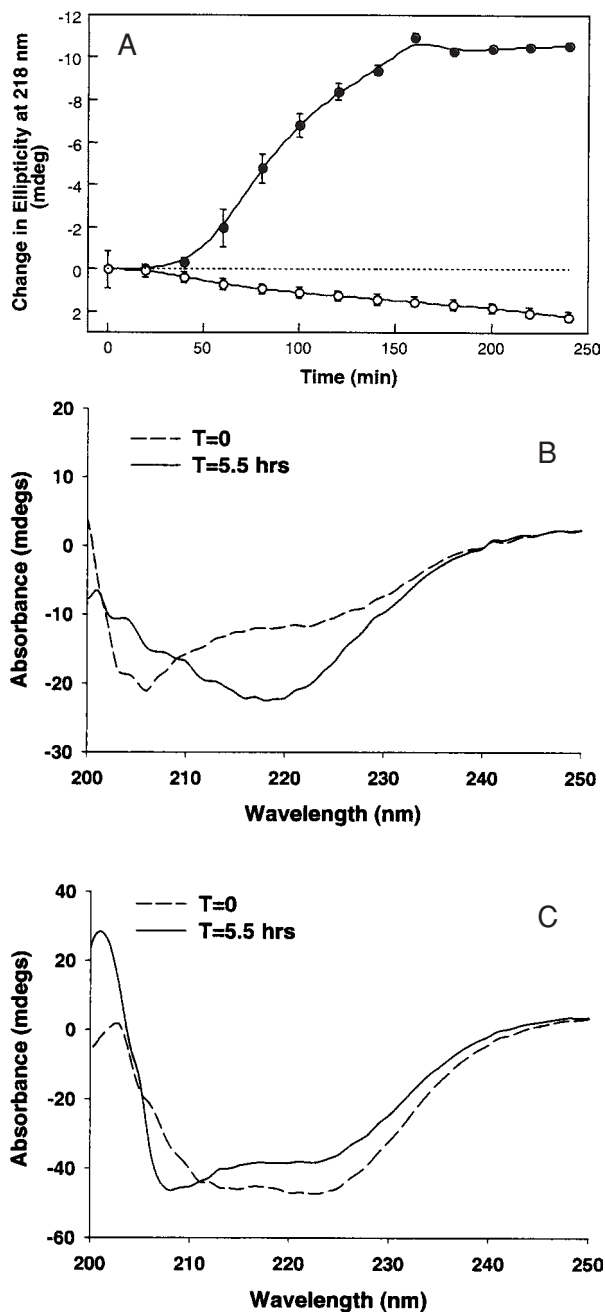 A
Change in Ellipticity at 218 nm
(mdeg)
-12
-10
-8
-6
-4
-2
0
2
0
50
100
150
200
250
Time (min)
B
T=0
T=5.5 hrs
Absorbance (mdegs)
20
10
0
-10
-20
-30
200
210
220
230
240
250
Wavelength (nm)
C
T=0
T=5.5 hrs
Absorbance (mdegs)
40
20
0
-20
-40
-60
200
210
220
230
240
250
Wavelength (nm)